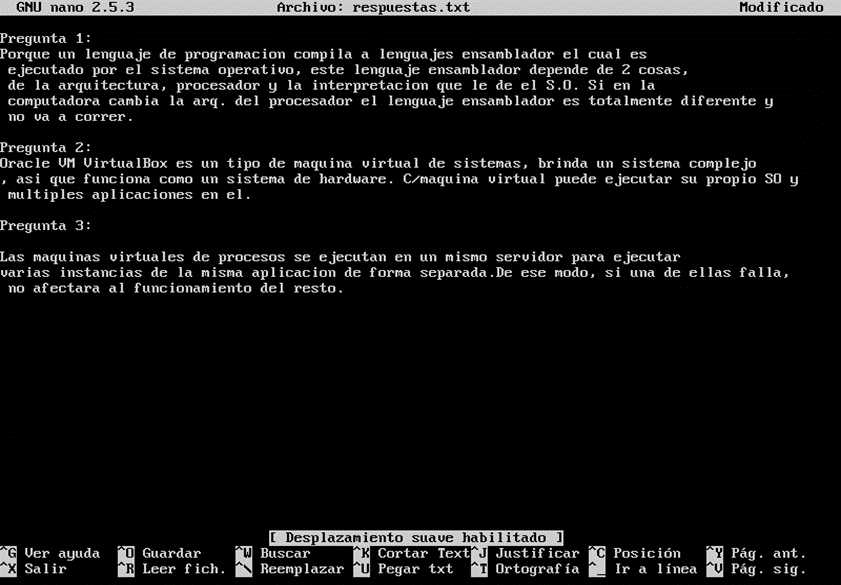 GNU nano 2.5.3 Archivo: respuestas.txt Modificado
Pregunta 1:
Porque un lenguaje de programacion compila a lenguajes ensamblador el cual es
ejecutado por el sistema operativo, este lenguaje ensamblador depende de 2 cosas,
de la arquitectura, procesador y la interpretacion que le de el S.O. Si en la
computadora cambia la arq. del procesador el lenguaje ensamblador es totalmente diferente y
no va a correr.
Pregunta 2:
Oracle VM VirtualBox es un tipo de maquina virtual de sistemas, brinda un sistema complejo
, asi que funciona como un sistema de hardware. C/maquina virtual puede ejecutar su propio SO y
multiples aplicaciones en el.
Pregunta 3:
Las maquinas virtuales de procesos se ejecutan en un mismo servidor para ejecutar
varias instancias de la misma aplicacion de forma separada.De ese modo, si una de ellas falla,
no afectara al funcionamiento del resto.
[ Desplazamiento suave habilitado ]
^G Ver ayuda ^O Guardar ^W Buscar ^K Cortar Text ^J Justificar ^C Posición ^Y Pág. ant.
^X Salir ^R Leer fich. ^\ Reemplazar ^U Pegar txt ^T Ortografía ^_ Ir a línea ^V Pág. sig.